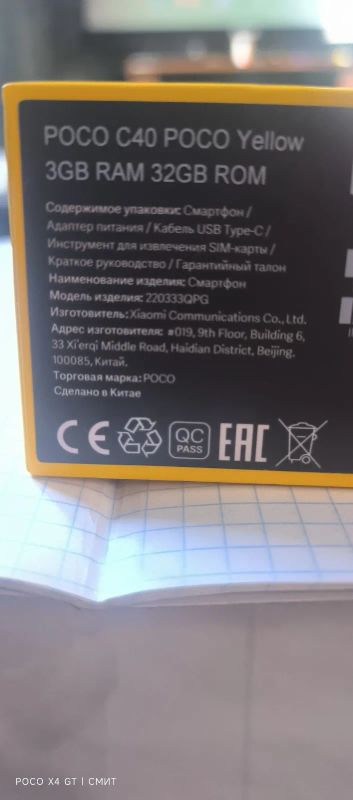 POCO C40 POCO Yellow
3GB RAM 32GB ROM
Содержимое упаковки: Смартфон /
Адаптер питания / Кабель USB Type-C /
Инструмент для извлечения SIM-карты /
Краткое руководство / Гарантийный талон
Наименование изделия: Смартфон
Модель изделия: 220333QPG
Изготовитель: Xiaomi Communications Co., Ltd.
Адрес изготовителя: #019, 9th Floor, Building 6,
33 Xi'erqi Middle Road, Haidian District, Beijing,
100085, Китай.
Торговая марка: POCO
Сделано в Китае
CE QC PASS EAC
POCO X4 GT | СМИТ